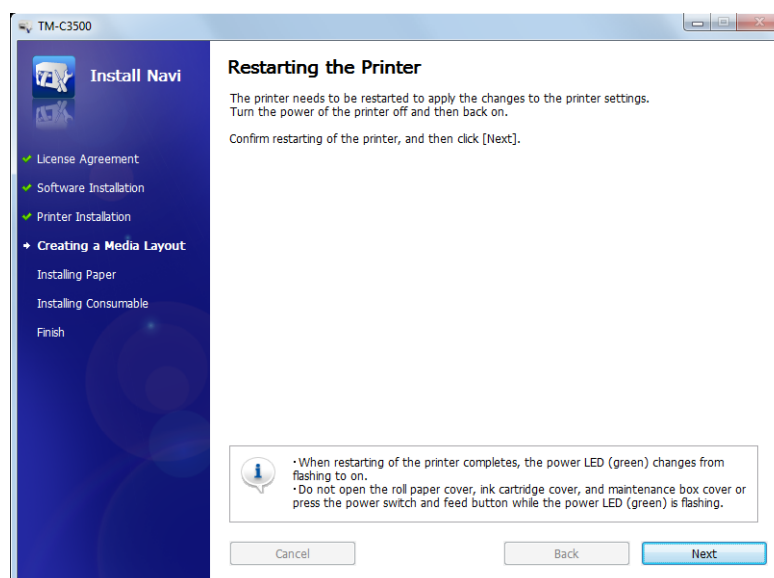 TM-C3500
Install Navi
License Agreement
Software Installation
Printer Installation
Creating a Media Layout
Installing Paper
Installing Consumable
Finish
Restarting the Printer
The printer needs to be restarted to apply the changes to the printer settings.
Turn the power of the printer off and then back on.
Confirm restarting of the printer, and then click [Next].
・When restarting of the printer completes, the power LED (green) changes from
flashing to on.
・Do not open the roll paper cover, ink cartridge cover, and maintenance box cover or
press the power switch and feed button while the power LED (green) is flashing.
Cancel
Back
Next